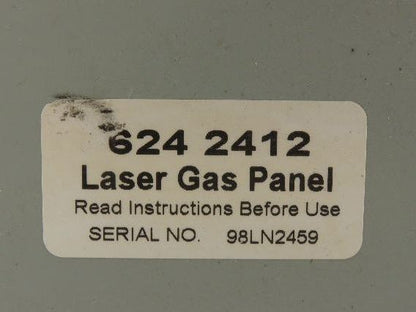 624 2412
Laser Gas Panel
Read Instructions Before Use
SERIAL NO. 98LN2459